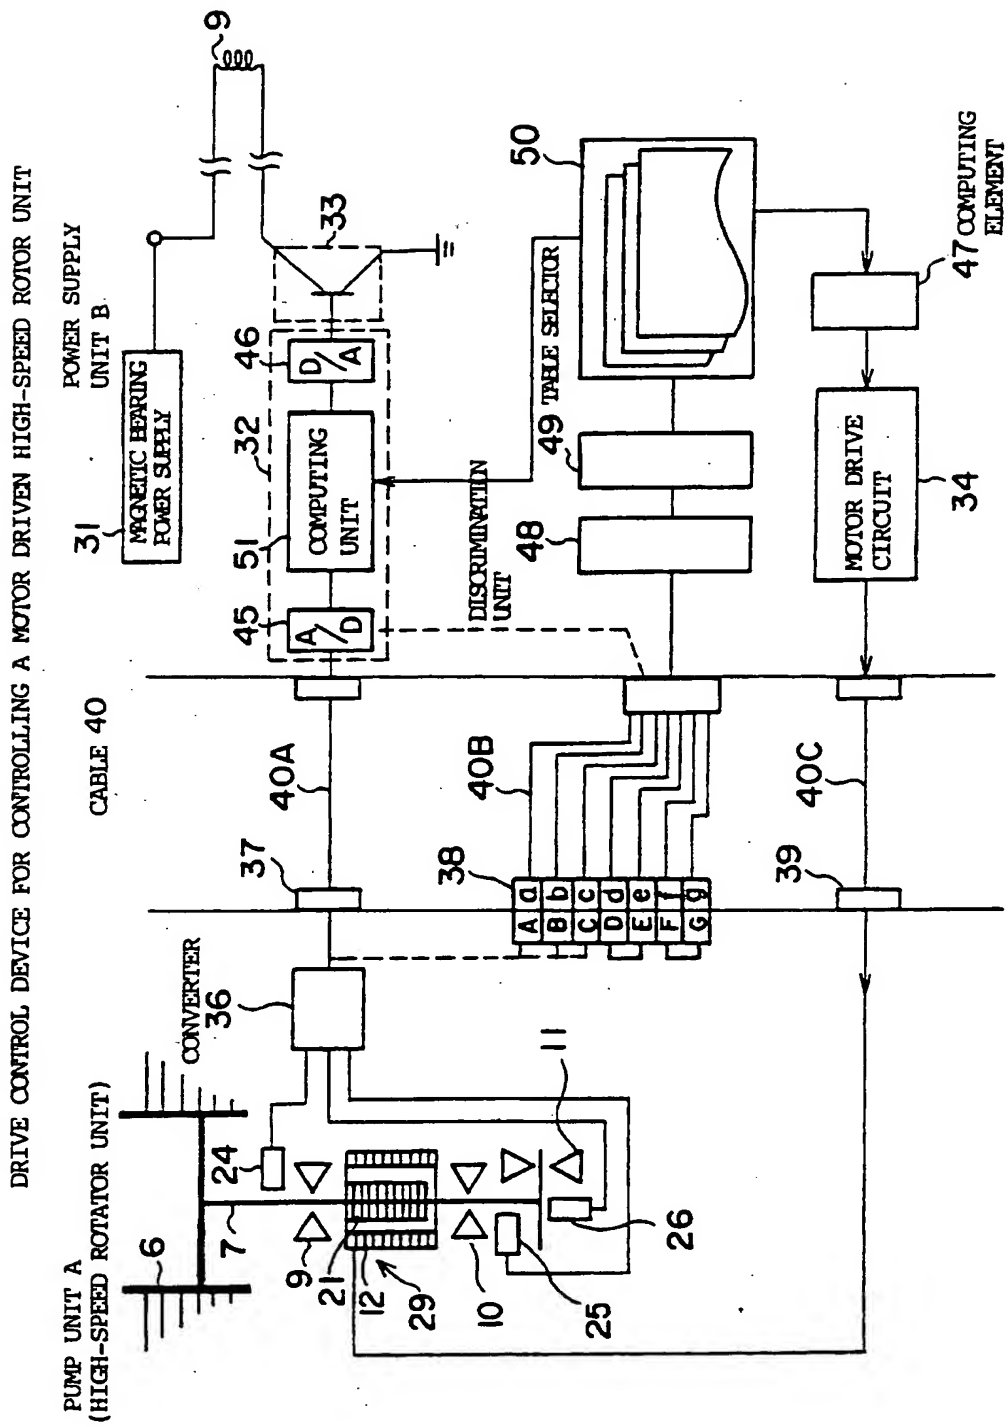 DRIVE CONTROL DEVICE FOR CONTROLLING A MOTOR DRIVEN HIGH-SPEED ROTOR UNIT
PUMP UNIT A
(HIGH-SPEED ROTATOR UNIT)
CABLE 40
POWER SUPPLY
UNIT B
6
7
24
CONVERTER
36
9
21
12
29
10
25
26
11
37
40A
38
A a
B b
C c
D d
E e
F f
G g
40B
39
40C
31
MAGNETIC BEARING
POWER SUPPLY
9
32
45
A/D
51
COMPUTING
UNIT
46
D/A
33
DISCRIMINATION
UNIT
TABLE SELECTOR
48
49
50
MOTOR DRIVE
CIRCUIT
34
47 COMPUTING
ELEMENT